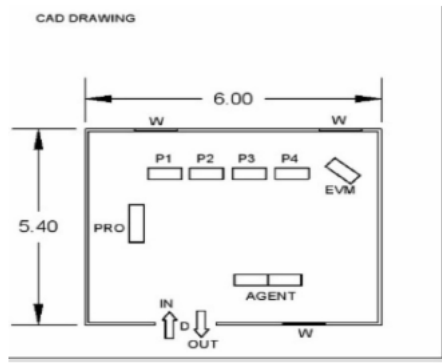 CAD DRAWING
6.00
W
W
P1 P2 P3 P4
EVM
5.40
PRO
AGENT
IN
D
OUT
W